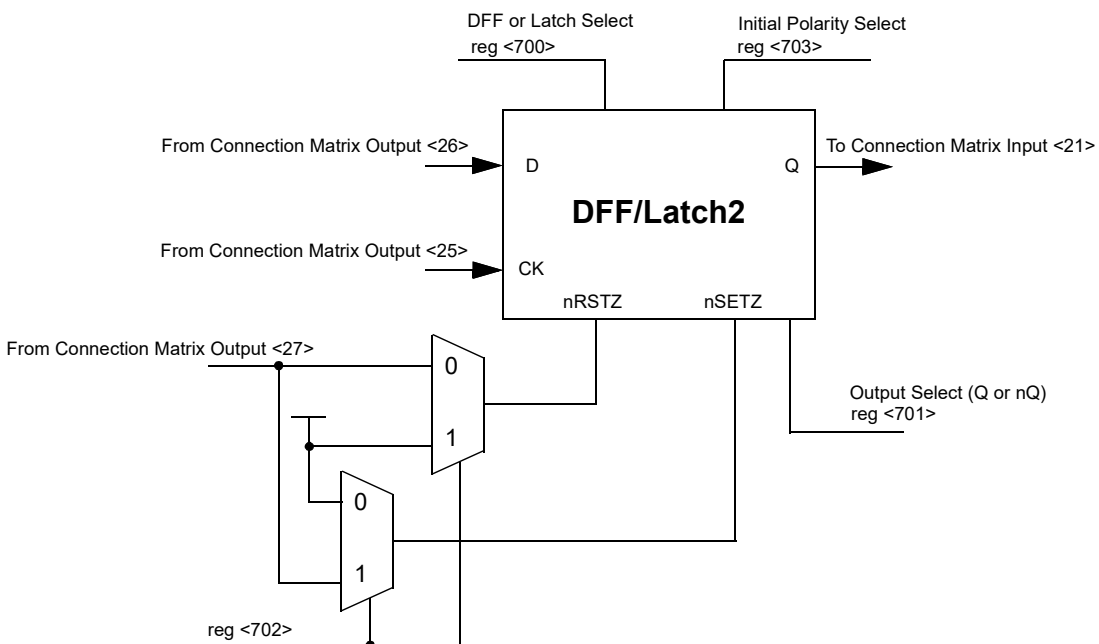 DFF or Latch Select
reg <700>
Initial Polarity Select
reg <703>
From Connection Matrix Output <26>
D
Q
To Connection Matrix Input <21>
DFF/Latch2
From Connection Matrix Output <25>
CK
nRSTZ
nSETZ
From Connection Matrix Output <27>
0
1
Output Select (Q or nQ)
reg <701>
0
1
reg <702>